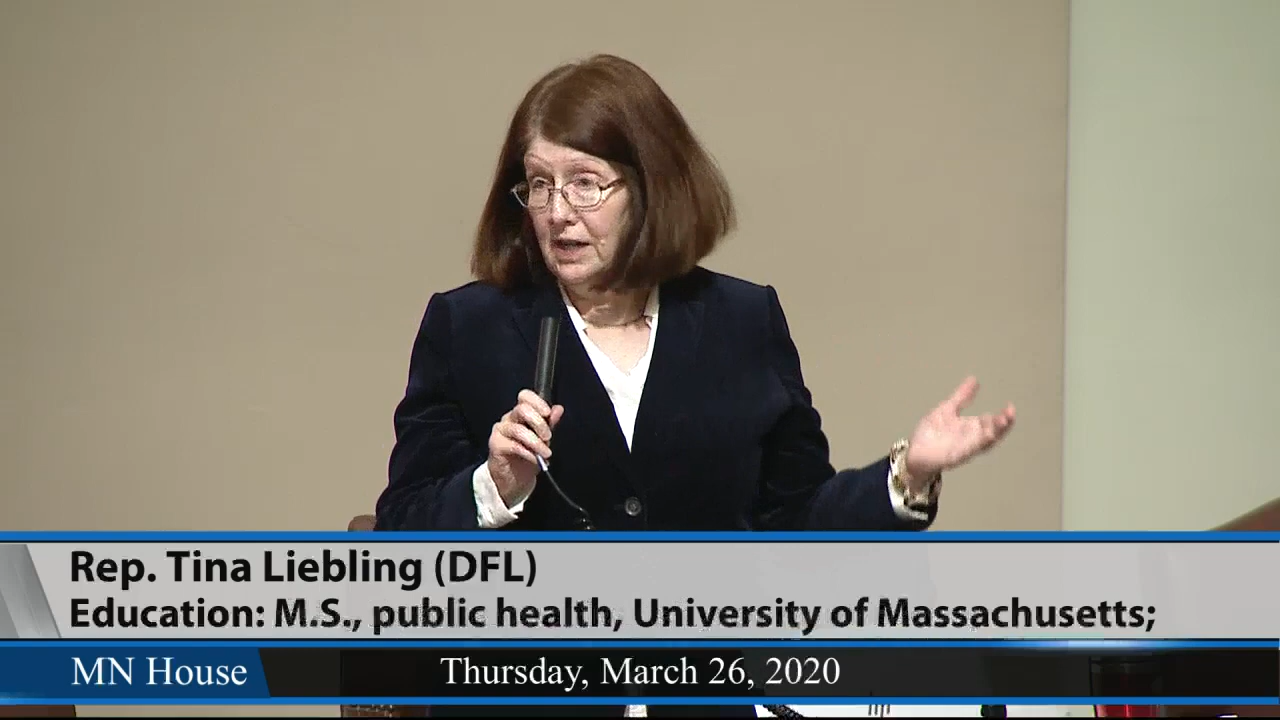 Rep. Tina Liebling (DFL)
Education: M.S., public health, University of Massachusetts;
MN House
Thursday, March 26, 2020